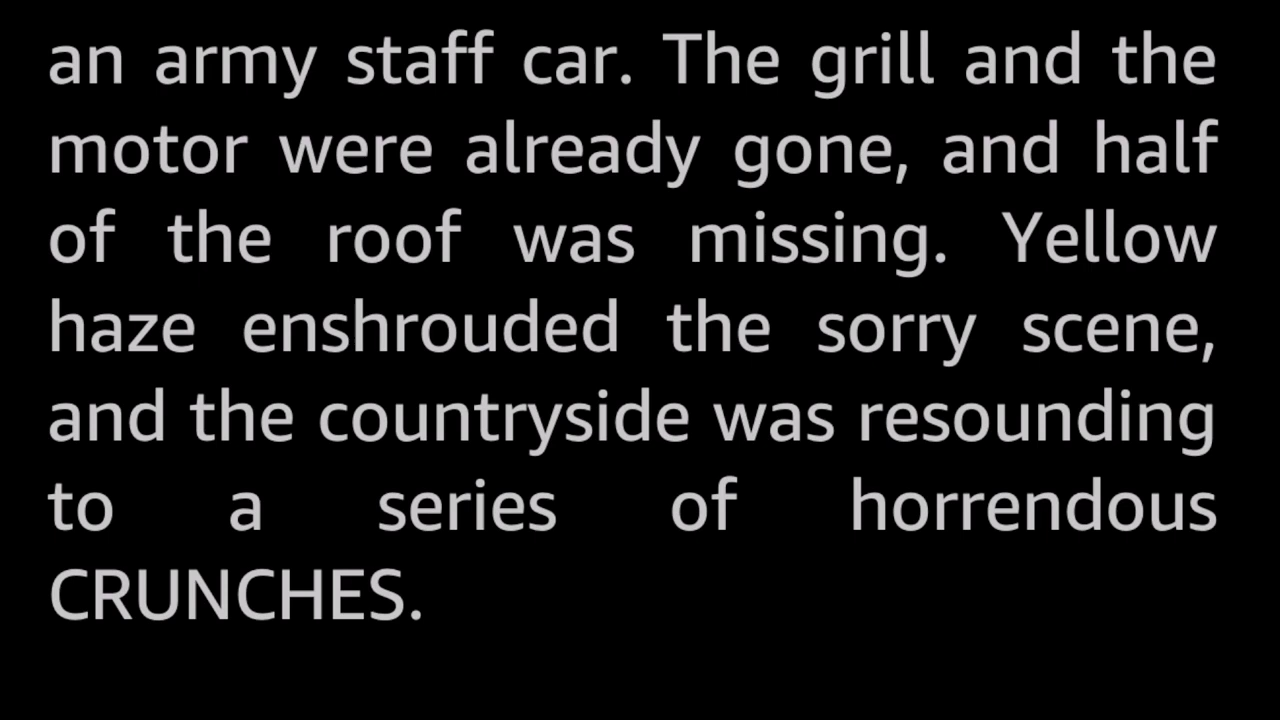 an army staff car. The grill and the
motor were already gone, and half
of the roof was missing. Yellow
haze enshrouded the sorry scene,
and the countryside was resounding
to a series of horrendous
CRUNCHES.